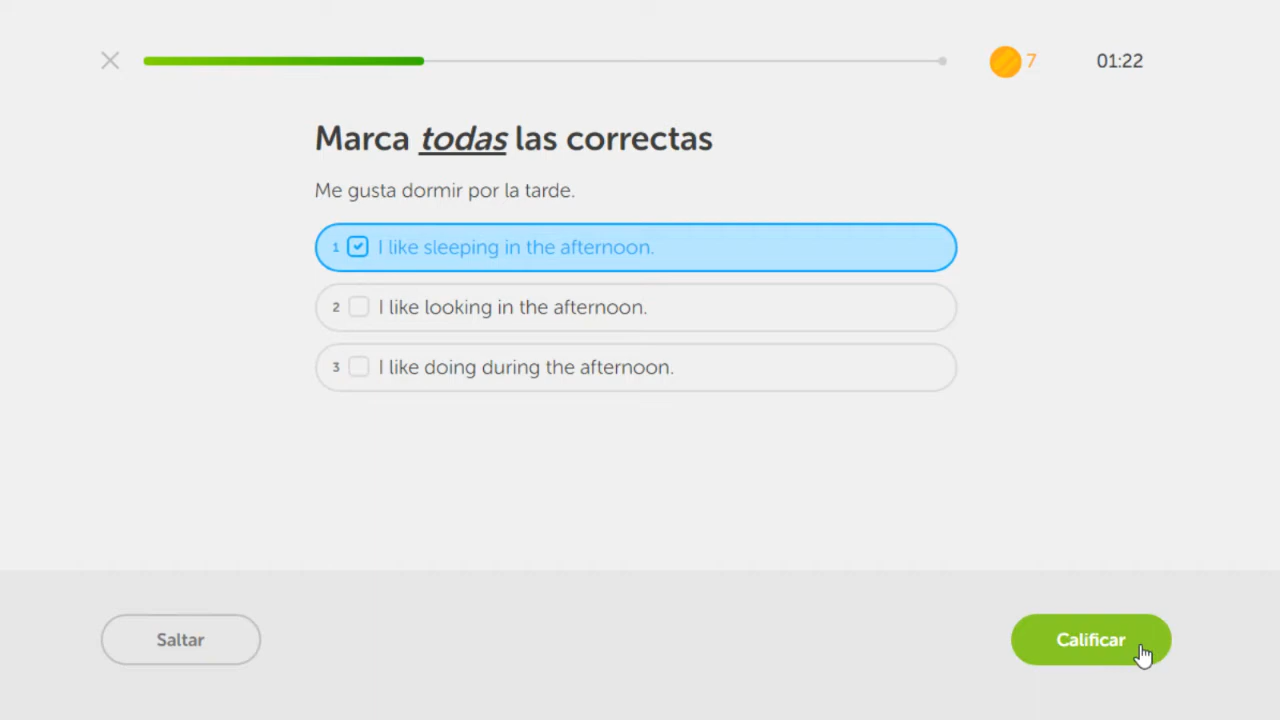 7 01:22
Marca todas las correctas
Me gusta dormir por la tarde.
1 I like sleeping in the afternoon.
2 I like looking in the afternoon.
3 I like doing during the afternoon.
Saltar Calificar